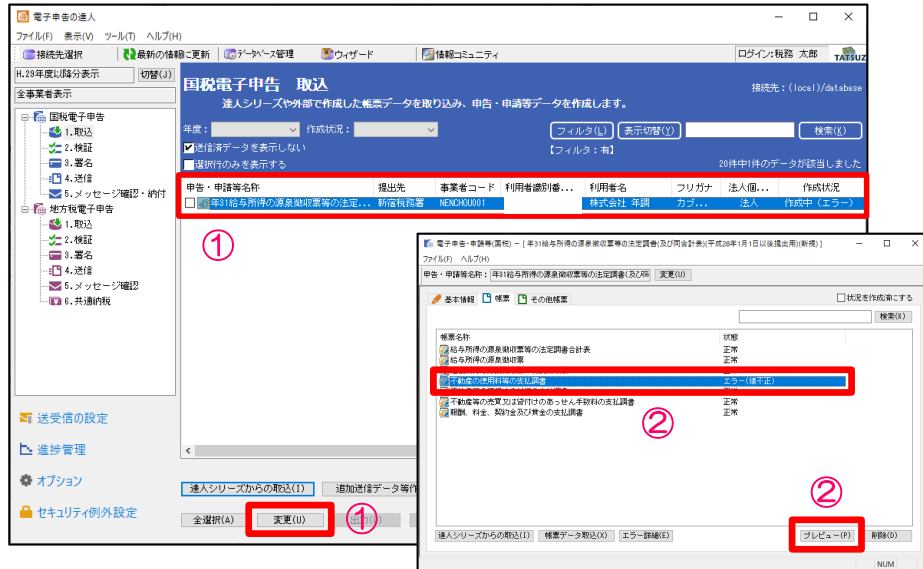 電子申告の達人
ファイル(F) 表示(V) ツール(T) ヘルプ(H)
接続先選択 最新の情報に更新 データベース管理 ウィザード 情報コミュニティ ログイン:税務 太郎 TATSUZ
H.29年度以降分表示 切替(J)
全事業者表示
国税電子申告
1.取込
2.検証
3.署名
4.送信
5.メッセージ確認・納付
地方税電子申告
1.取込
2.検証
3.署名
4.送信
5.メッセージ確認
6.共通納税
送受信の設定
進捗管理
オプション
セキュリティ例外設定
国税電子申告 取込
接続先:(local)/database
達人シリーズや外部で作成した帳票データを取り込み、申告・申請等データを作成します。
年度: 作成状況: フィルタ(L) 表示切替(Y) 検索(K)
送信済データを表示しない 【フィルタ:有】
選択行のみを表示する 20件中1件のデータが該当しました
申告・申請等名称 提出先 事業者コード 利用者識別番... 利用者名 フリガナ 法人個... 作成状況
年31給与所得の源泉徴収票等の法定... 新宿税務署 NENCHOU001 株式会社 年調 カブ... 法人 作成中(エラー)
①
達人シリーズからの取込(I) 追加送信データ等作
全選択(A) 変更(U) ① 出力(O)
電子申告・申請等(国税) - [年31給与所得の源泉徴収票等の法定調書(及び同合計表)(平成28年1月1日以後提出用)(新規)]
ファイル(F) ヘルプ(H)
申告・申請等名称: 年31給与所得の源泉徴収票等の法定調書(及び同 変更(U)
基本情報 帳票 その他帳票 状況を作成済にする
検索(K)
帳票名称 状態
給与所得の源泉徴収票等の法定調書合計表 正常
給与所得の源泉徴収票 正常
不動産の使用料等の支払調書 エラー(値不正)
不動産等の売買又は貸付けのあっせん手数料の支払調書 正常
報酬、料金、契約金及び賞金の支払調書 正常
②
②
達人シリーズからの取込(I) 帳票データ取込(X) エラー詳細(E) プレビュー(P) 削除(D)
NUM